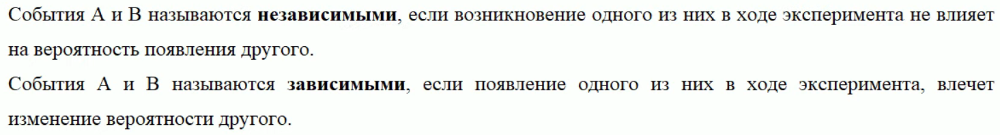 События А и В называются независимыми, если возникновение одного из них в ходе эксперимента не влияет
на вероятность появления другого.
События А и В называются зависимыми, если появление одного из них в ходе эксперимента, влечет
изменение вероятности другого.